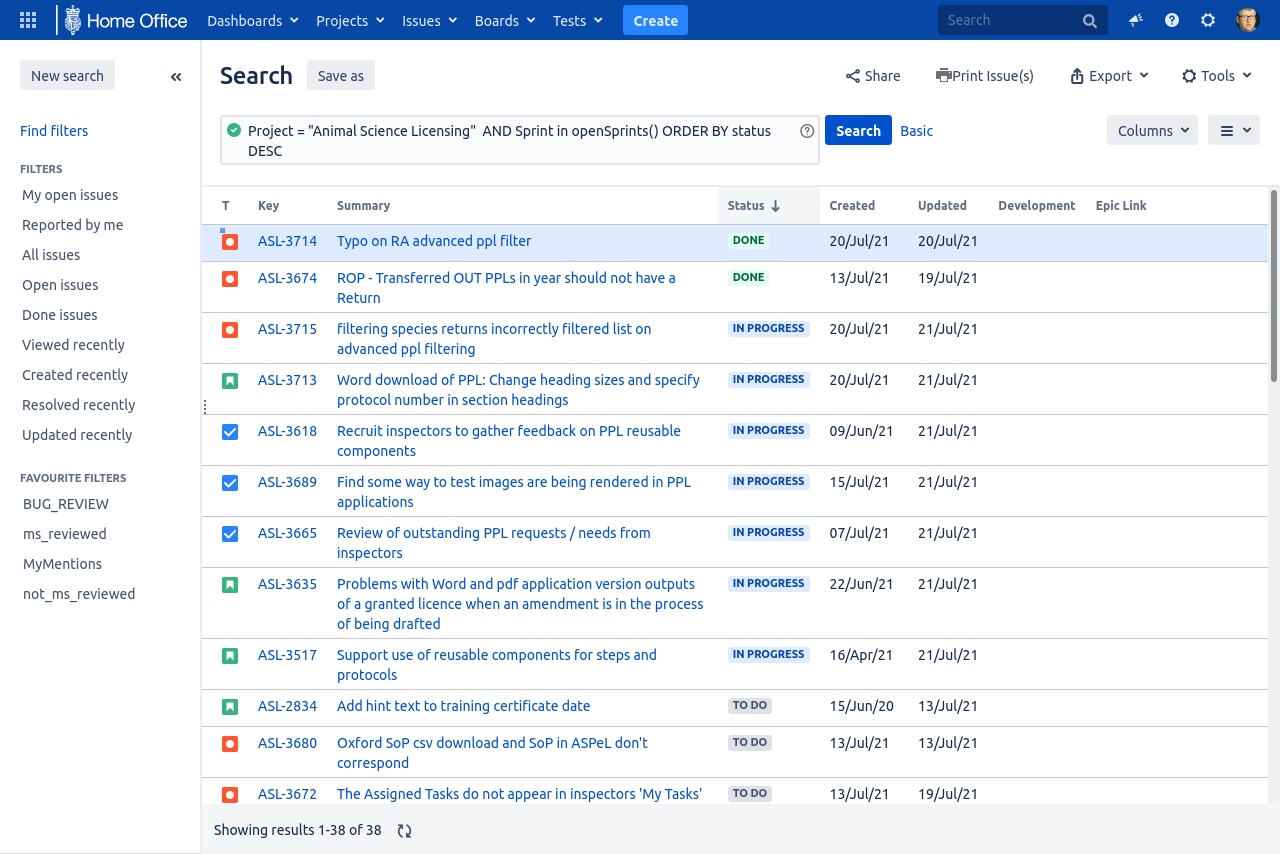 Home Office Dashboards Projects Issues Boards Tests Create Search
New search
Find filters
FILTERS
My open issues
Reported by me
All issues
Open issues
Done issues
Viewed recently
Created recently
Resolved recently
Updated recently
FAVOURITE FILTERS
BUG_REVIEW
ms_reviewed
MyMentions
not_ms_reviewed
Search Save as Share Print Issue(s) Export Tools
Project = "Animal Science Licensing" AND Sprint in openSprints() ORDER BY status
DESC
Search Basic Columns
T Key Summary Status Created Updated Development Epic Link
ASL-3714 Typo on RA advanced ppl filter DONE 20/Jul/21 20/Jul/21
ASL-3674 ROP - Transferred OUT PPLs in year should not have a DONE 13/Jul/21 19/Jul/21
Return
ASL-3715 filtering species returns incorrectly filtered list on IN PROGRESS 20/Jul/21 21/Jul/21
advanced ppl filtering
ASL-3713 Word download of PPL: Change heading sizes and specify IN PROGRESS 20/Jul/21 21/Jul/21
protocol number in section headings
ASL-3618 Recruit inspectors to gather feedback on PPL reusable IN PROGRESS 09/Jun/21 21/Jul/21
components
ASL-3689 Find some way to test images are being rendered in PPL IN PROGRESS 15/Jul/21 21/Jul/21
applications
ASL-3665 Review of outstanding PPL requests / needs from IN PROGRESS 07/Jul/21 21/Jul/21
inspectors
ASL-3635 Problems with Word and pdf application version outputs IN PROGRESS 22/Jun/21 21/Jul/21
of a granted licence when an amendment is in the process
of being drafted
ASL-3517 Support use of reusable components for steps and IN PROGRESS 16/Apr/21 21/Jul/21
protocols
ASL-2834 Add hint text to training certificate date TO DO 15/Jun/20 13/Jul/21
ASL-3680 Oxford SoP csv download and SoP in ASPeL don't TO DO 13/Jul/21 13/Jul/21
correspond
ASL-3672 The Assigned Tasks do not appear in inspectors 'My Tasks' TO DO 13/Jul/21 19/Jul/21
Showing results 1-38 of 38